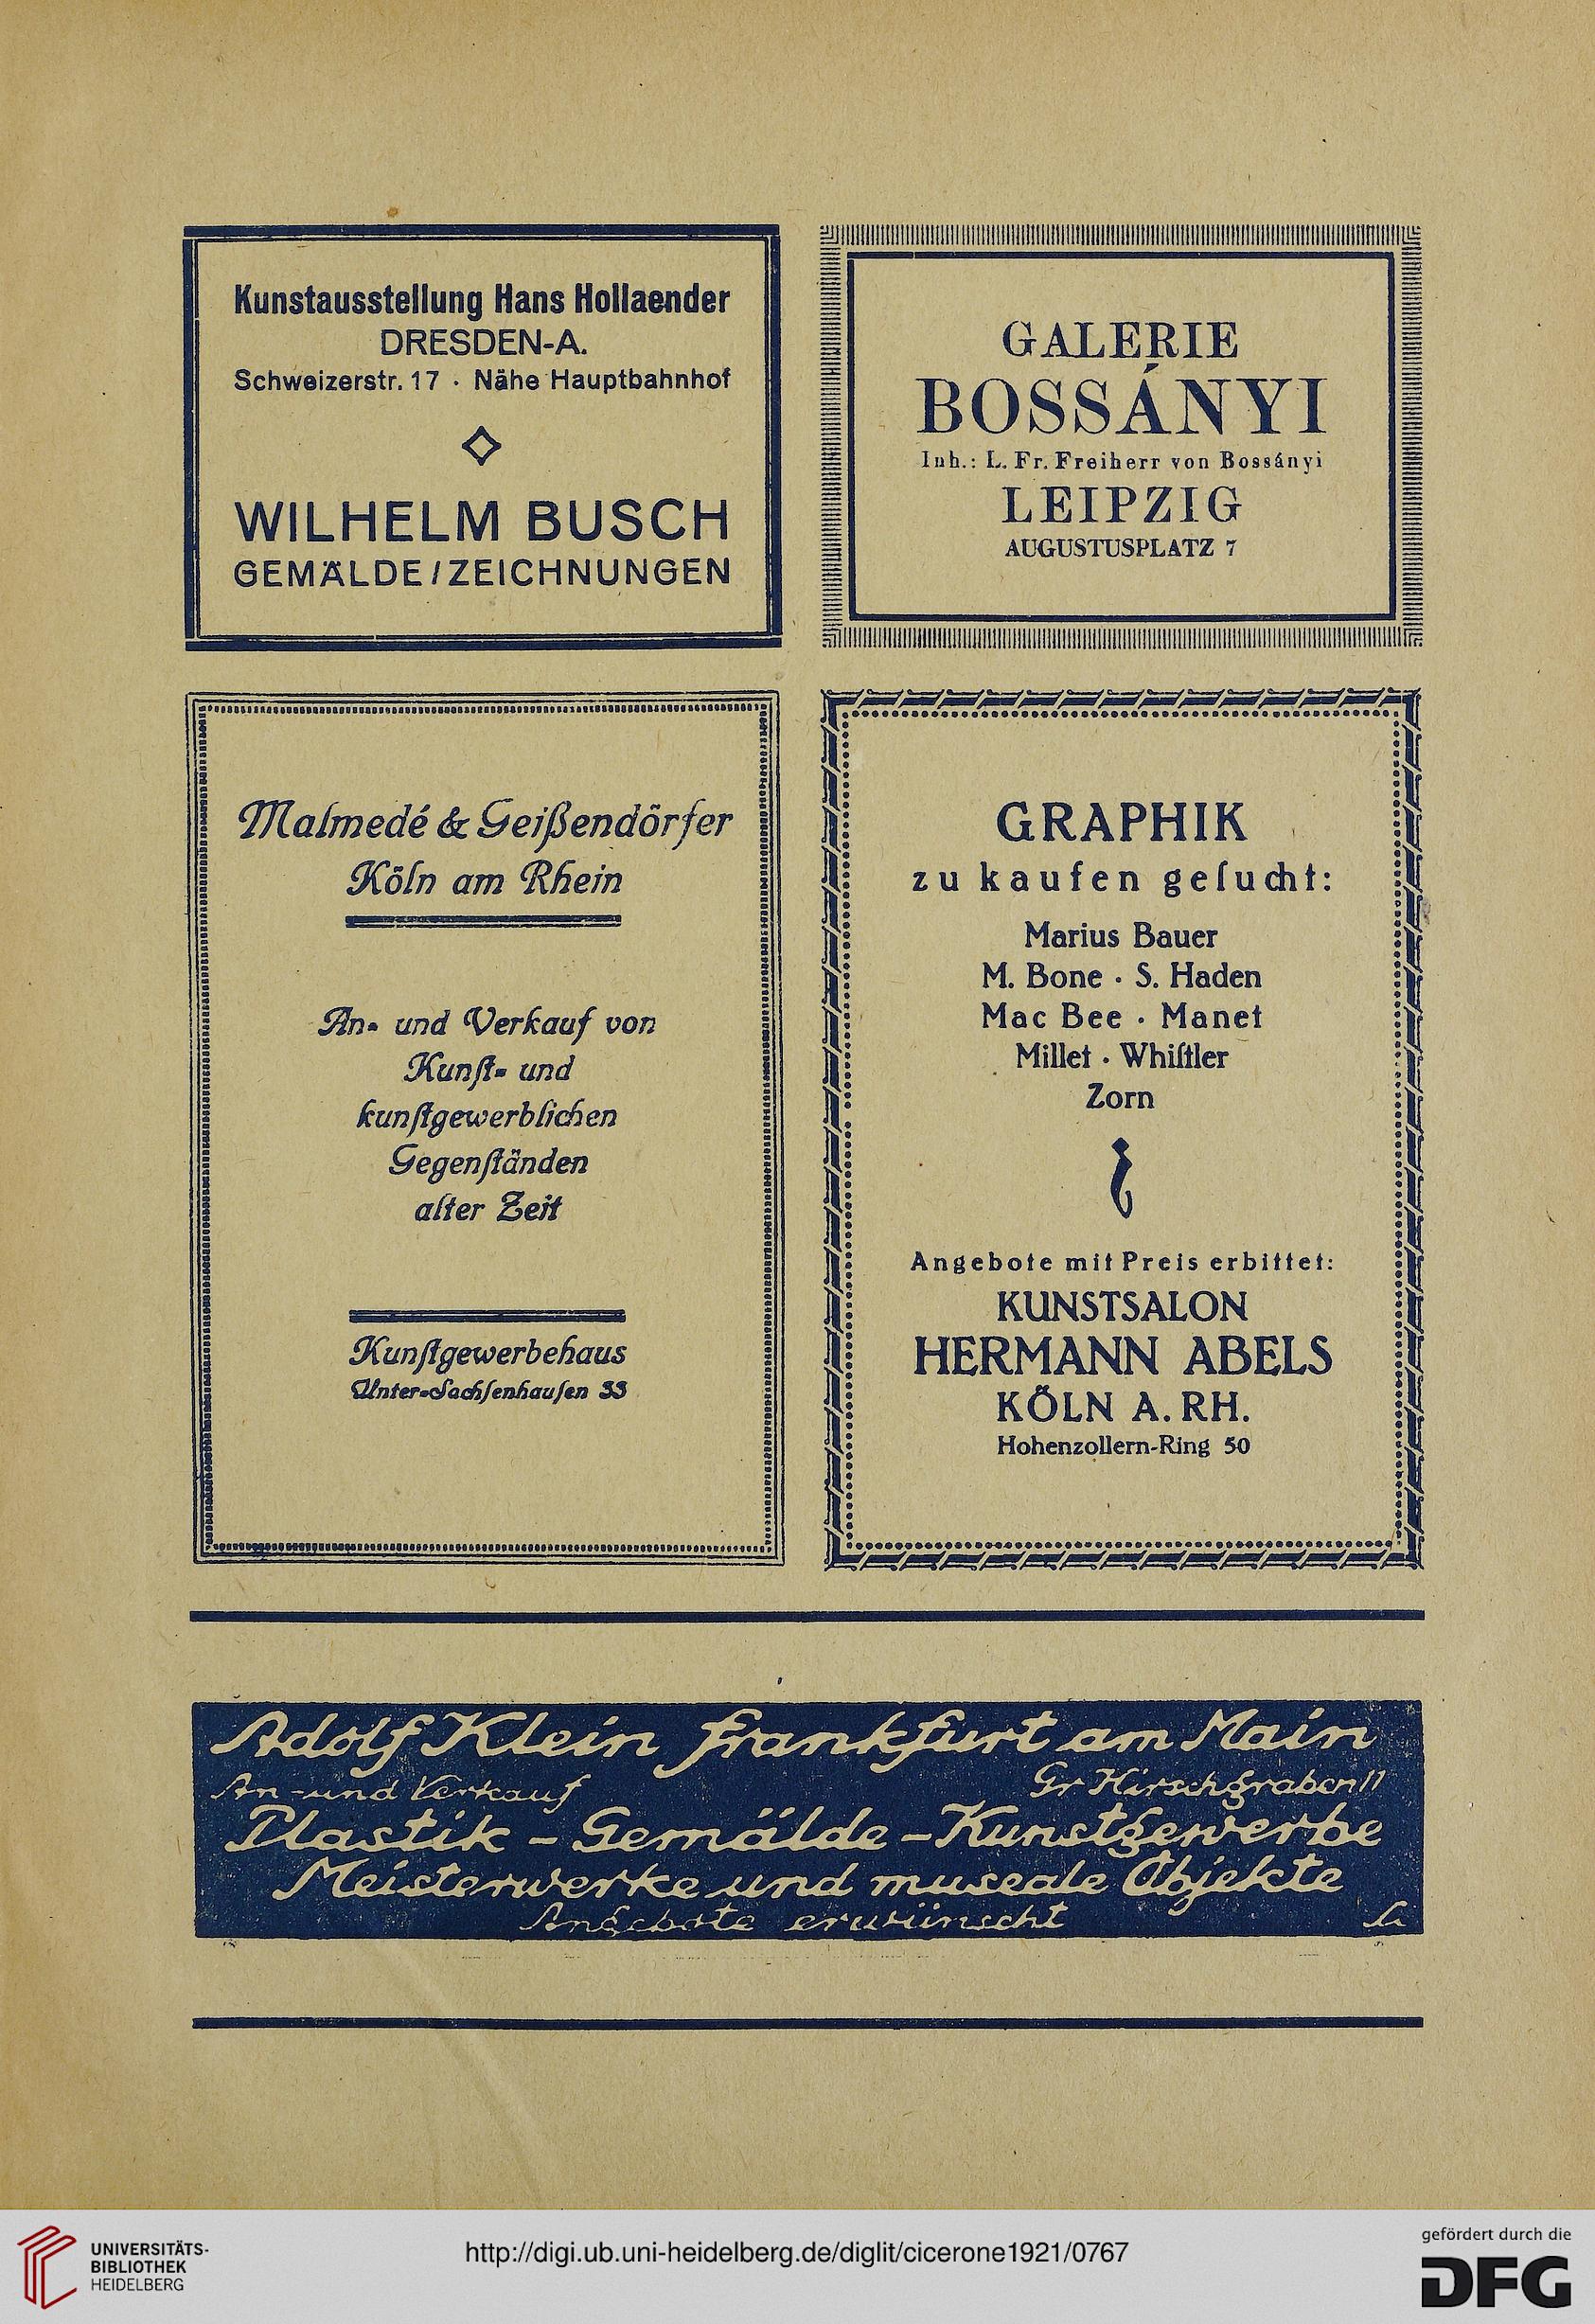 Kunstausstellung Hans Hollaender
DRESDEN-A.
Schweizerstr. 17 · Nähe Hauptbahnhof
WILHELM BUSCH
GEMÄLDE/ZEICHNUNGEN
GALERIE
BOSSÁNYI
Inh.: L. Fr. Freiherr von Bossányi
LEIPZIG
AUGUSTUSPLATZ 7
Malmedé & Geißendörfer
Köln am Rhein
An- und Verkauf von
Kunſt- und
kunſtgewerblichen
Gegenſtänden
alter Zeit
Kunſtgewerbehaus
Unter-Sachſenhauſen 33
GRAPHIK
zu kaufen geſucht:
Marius Bauer
M. Bone · S. Haden
Mac Bee · Manet
Millet · Whiſtler
Zorn
Angebote mit Preis erbittet:
KUNSTSALON
HERMANN ABELS
KÖLN A. RH.
Hohenzollern-Ring 50
Adolf Klein Frankfurt am Main
An- und Verkauf Gr Hirschgraben 11
Plastik - Gemälde - Kunstgewerbe
Meisterwerke und museale Objekte
Angebote erwünscht
UNIVERSITÄTS-
BIBLIOTHEK
HEIDELBERG
http://digi.ub.uni-heidelberg.de/diglit/cicerone1921/0767
gefördert durch die
DFG